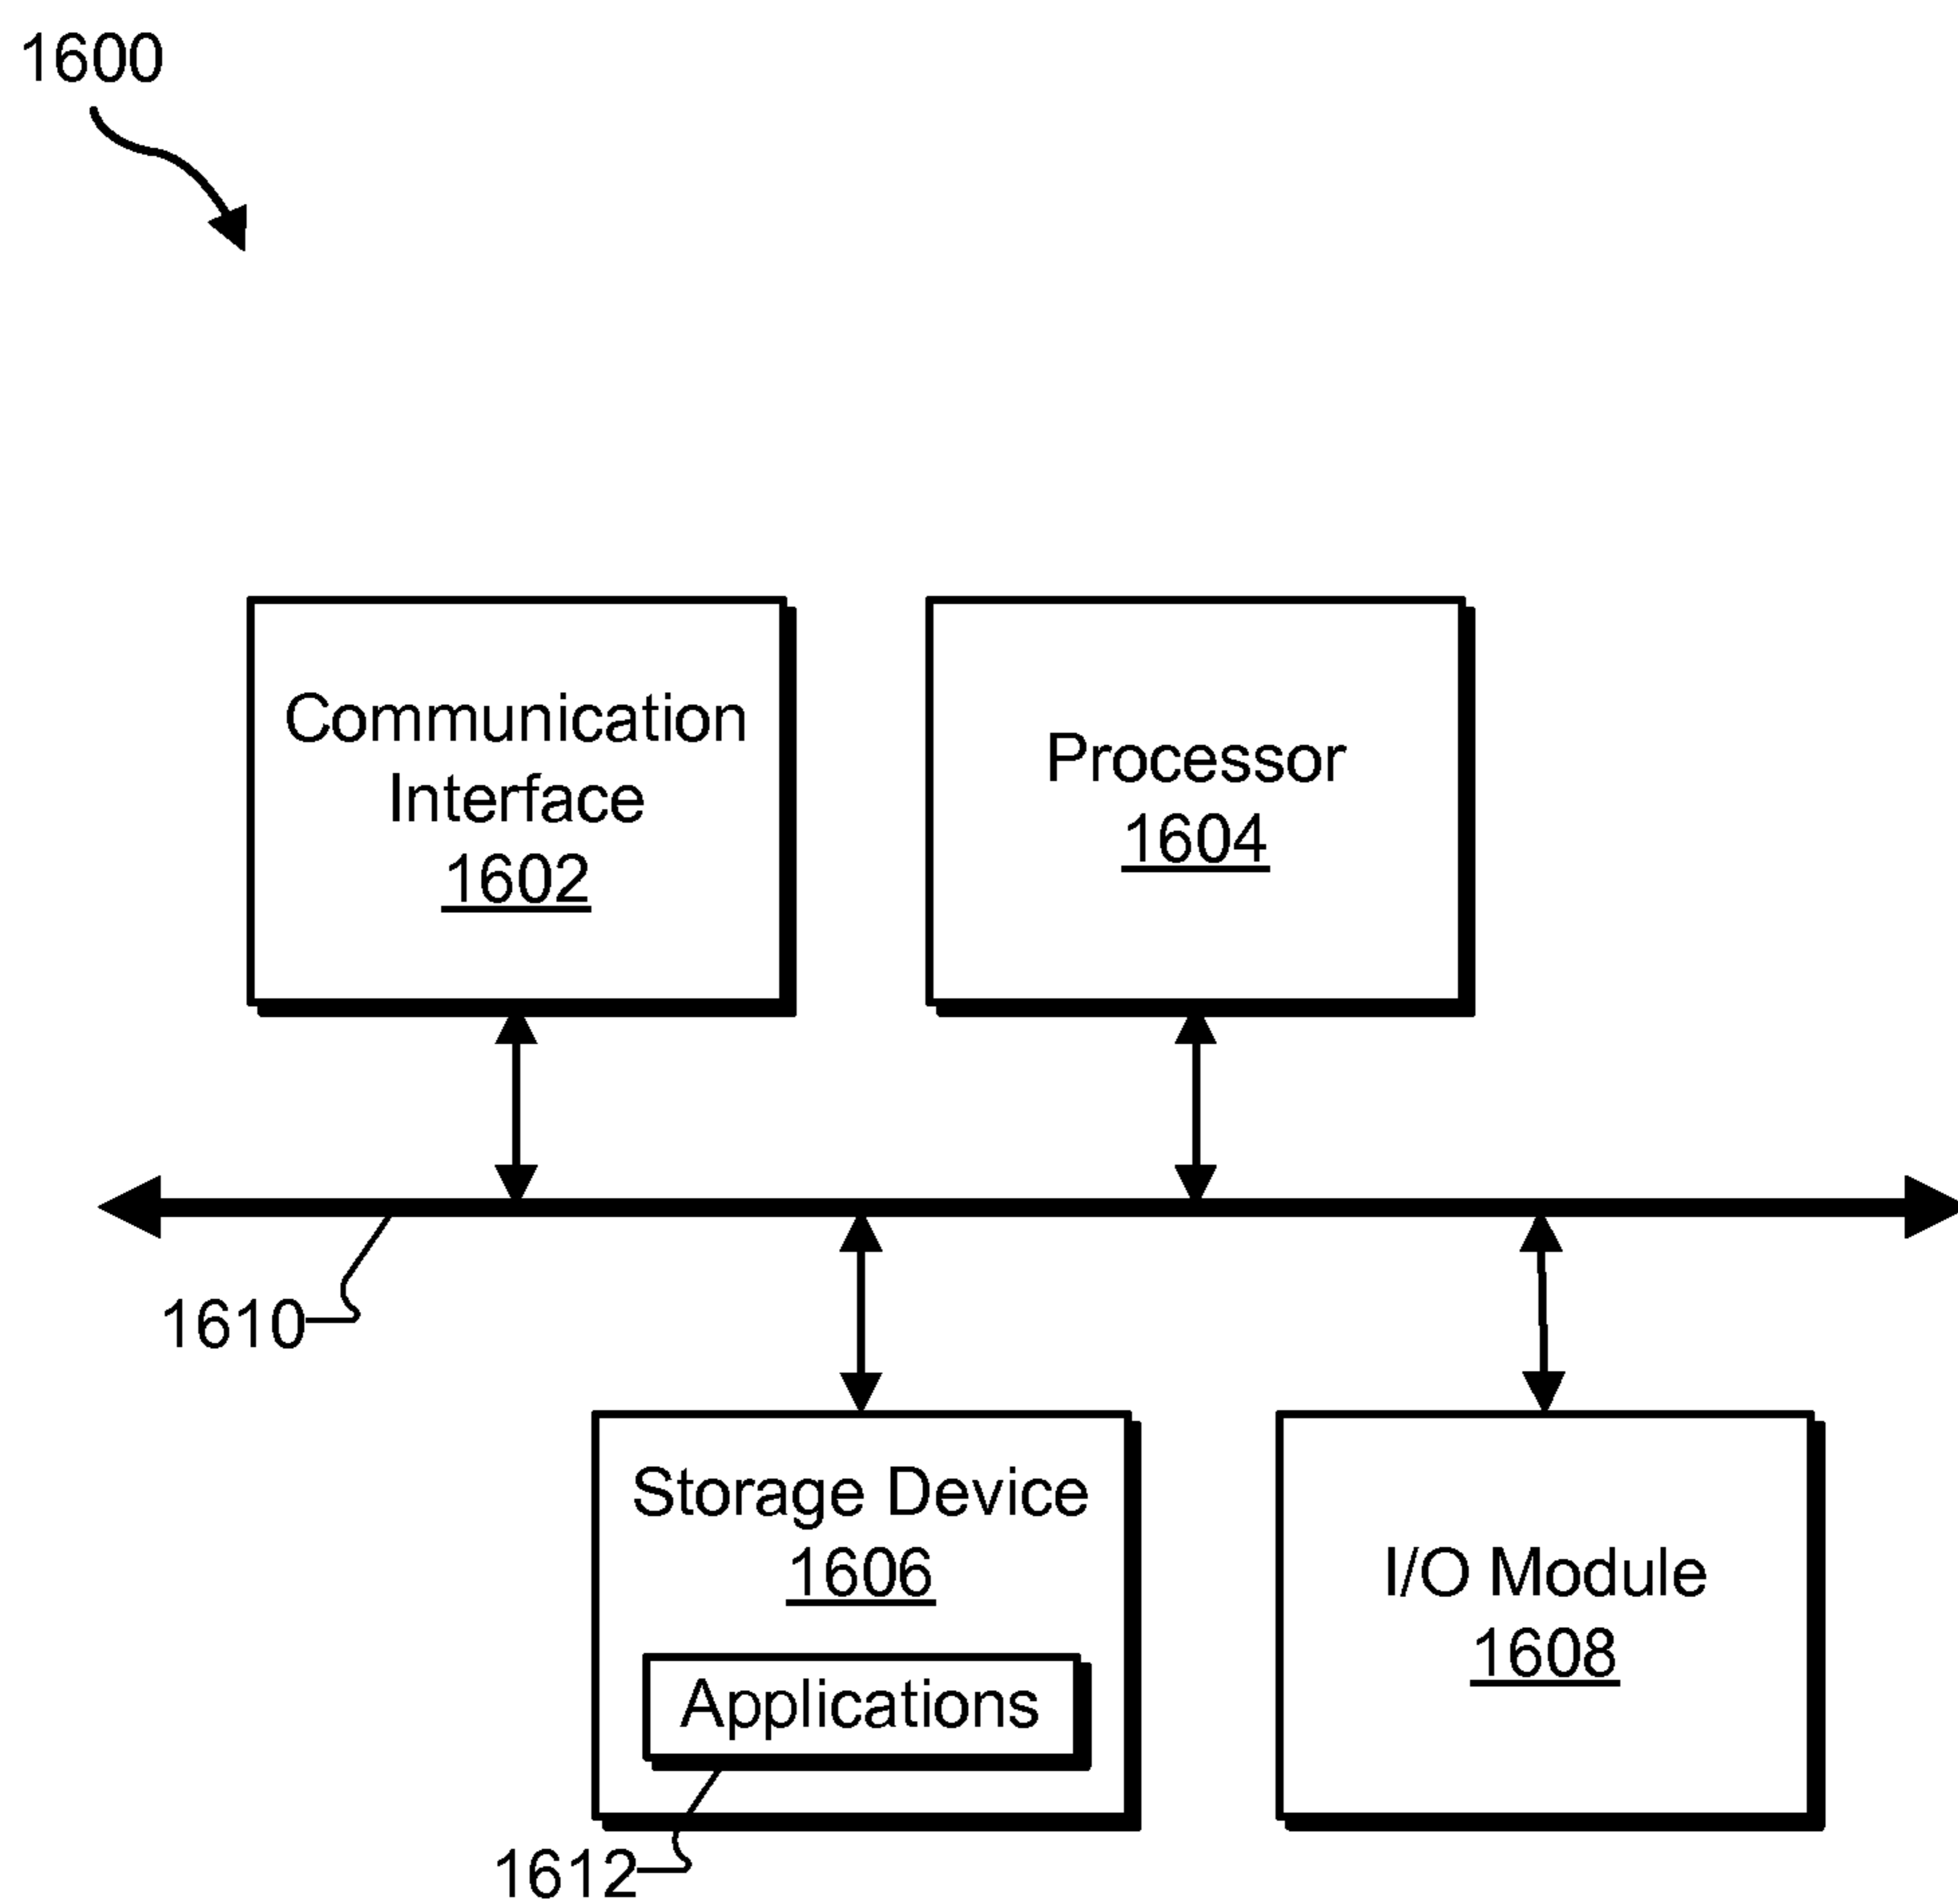 1600
Communication
Interface
1602
Processor
1604
1610
Storage Device
1606
Applications
1612
I/O Module
1608